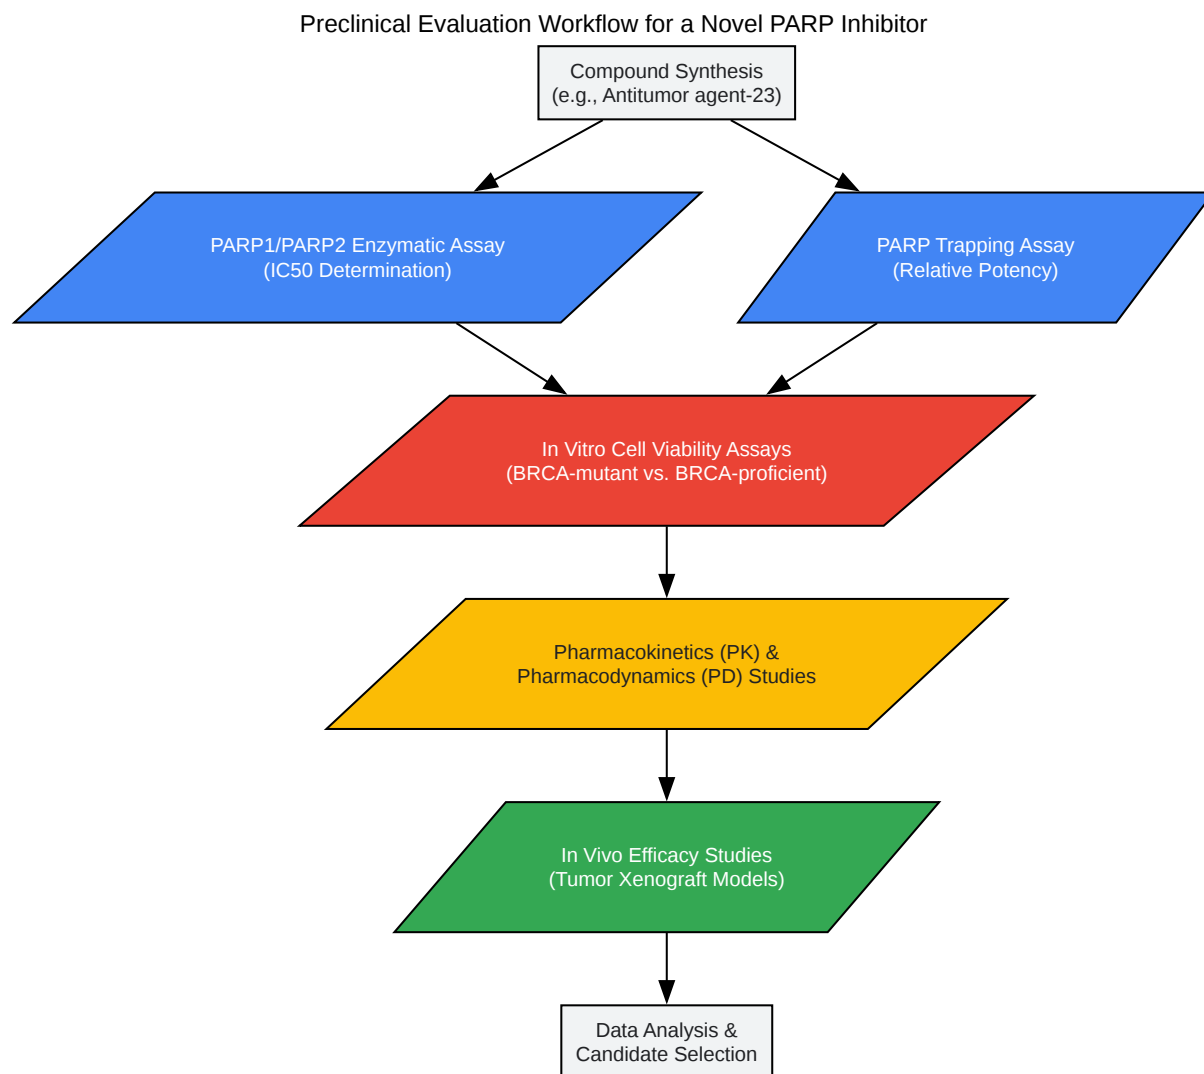 Preclinical Evaluation Workflow for a Novel PARP Inhibitor
Compound Synthesis
(e.g., Antitumor agent-23)
PARP1/PARP2 Enzymatic Assay
(IC50 Determination)
PARP Trapping Assay
(Relative Potency)
In Vitro Cell Viability Assays
(BRCA-mutant vs. BRCA-proficient)
Pharmacokinetics (PK) &
Pharmacodynamics (PD) Studies
In Vivo Efficacy Studies
(Tumor Xenograft Models)
Data Analysis &
Candidate Selection